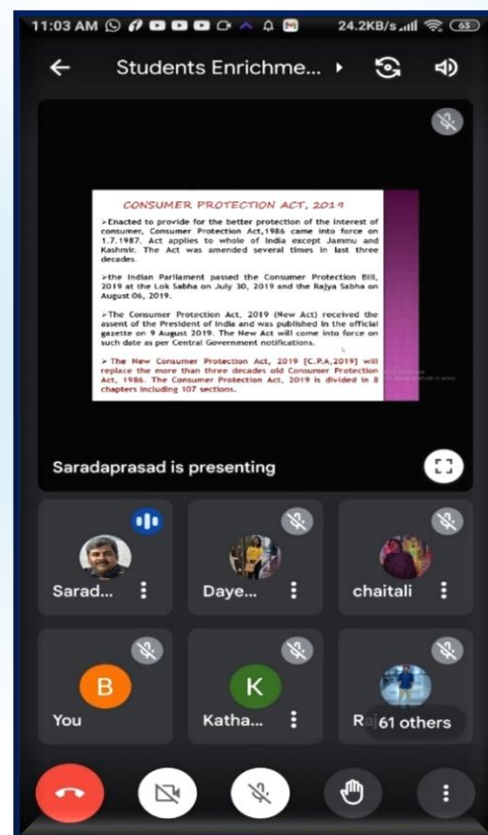 11:03 AM
24.2KB/s
63
Students Enrichme...
CONSUMER PROTECTION ACT, 2019
➢Enacted to provide for the better protection of the interest of
consumer, Consumer Protection Act,1986 came into force on
1.7.1987. Act applies to whole of India except Jammu and
Kashmir. The Act was amended several times in last three
decades.
➢the Indian Parliament passed the Consumer Protection Bill,
2019 at the Lok Sabha on July 30, 2019 and the Rajya Sabha on
August 06, 2019.
➢The Consumer Protection Act, 2019 (New Act) received the
assent of the President of India and was published in the official
gazette on 9 August 2019. The New Act will come into force on
such date as per Central Government notifications.
➢ The New Consumer Protection Act, 2019 [C.P.A,2019] will
replace the more than three decades old Consumer Protection
Act, 1986. The Consumer Protection Act, 2019 is divided in 8
chapters including 107 sections.
Saradaprasad is presenting
Sarad...
Daye...
chaitali
B
K
You
Katha...
61 others